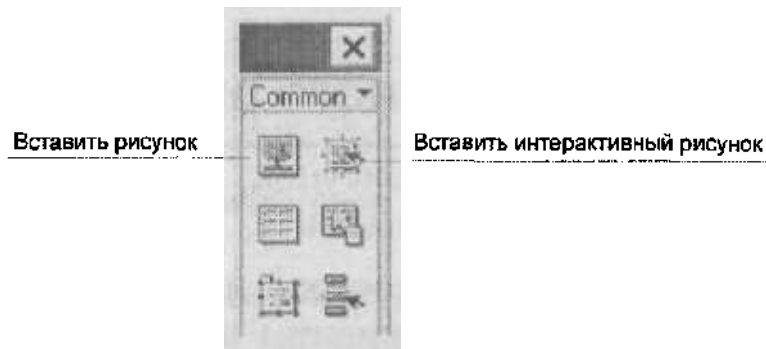 Common
Вставить рисунок
Вставить интерактивный рисунок